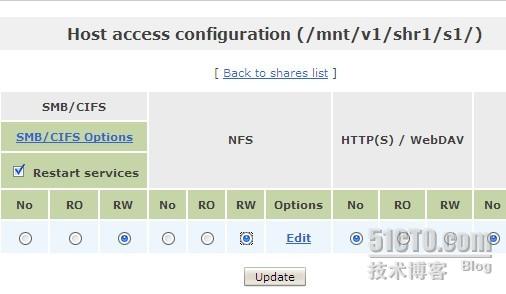 Host access configuration (/mnt/v1/shr1/s1/)
[ Back to shares list ]
SMB/CIFS
SMB/CIFS Options
Restart services
NFS
HTTP(S) / WebDAV
No RO RW No RO RW Options No RO RW No
Edit
51CTO.com
技术博客 Blog
Update